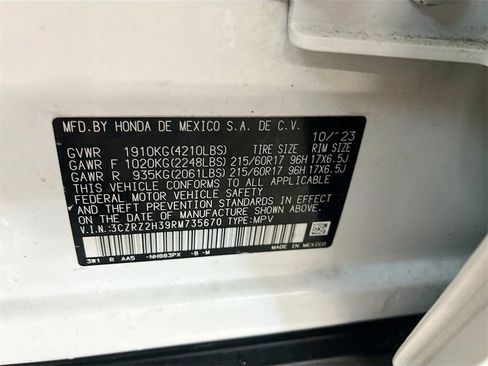 MFD.BY HONDA DE MEXICO S.A. DE C.V. 10/'23
GVWR 1910KG(4210LBS) TIRE SIZE RIM SIZE
GAWR F 1020KG(2248LBS) 215/60R17 96H 17X6.5J
GAWR R 935KG(2061LBS) 215/60R17 96H 17X6.5J
THIS VEHICLE CONFORMS TO ALL APPLICABLE
FEDERAL MOTOR VEHICLE SAFETY
STANDARDS IN EFFECT
ON THE DATE OF MANUFACTURE SHOWN ABOVE.
V.I.N.:3CZRZ2H39RM735670 TYPE:MPV
3W1 R AA5 -NH883PX -B -M
MADE IN MEXICO